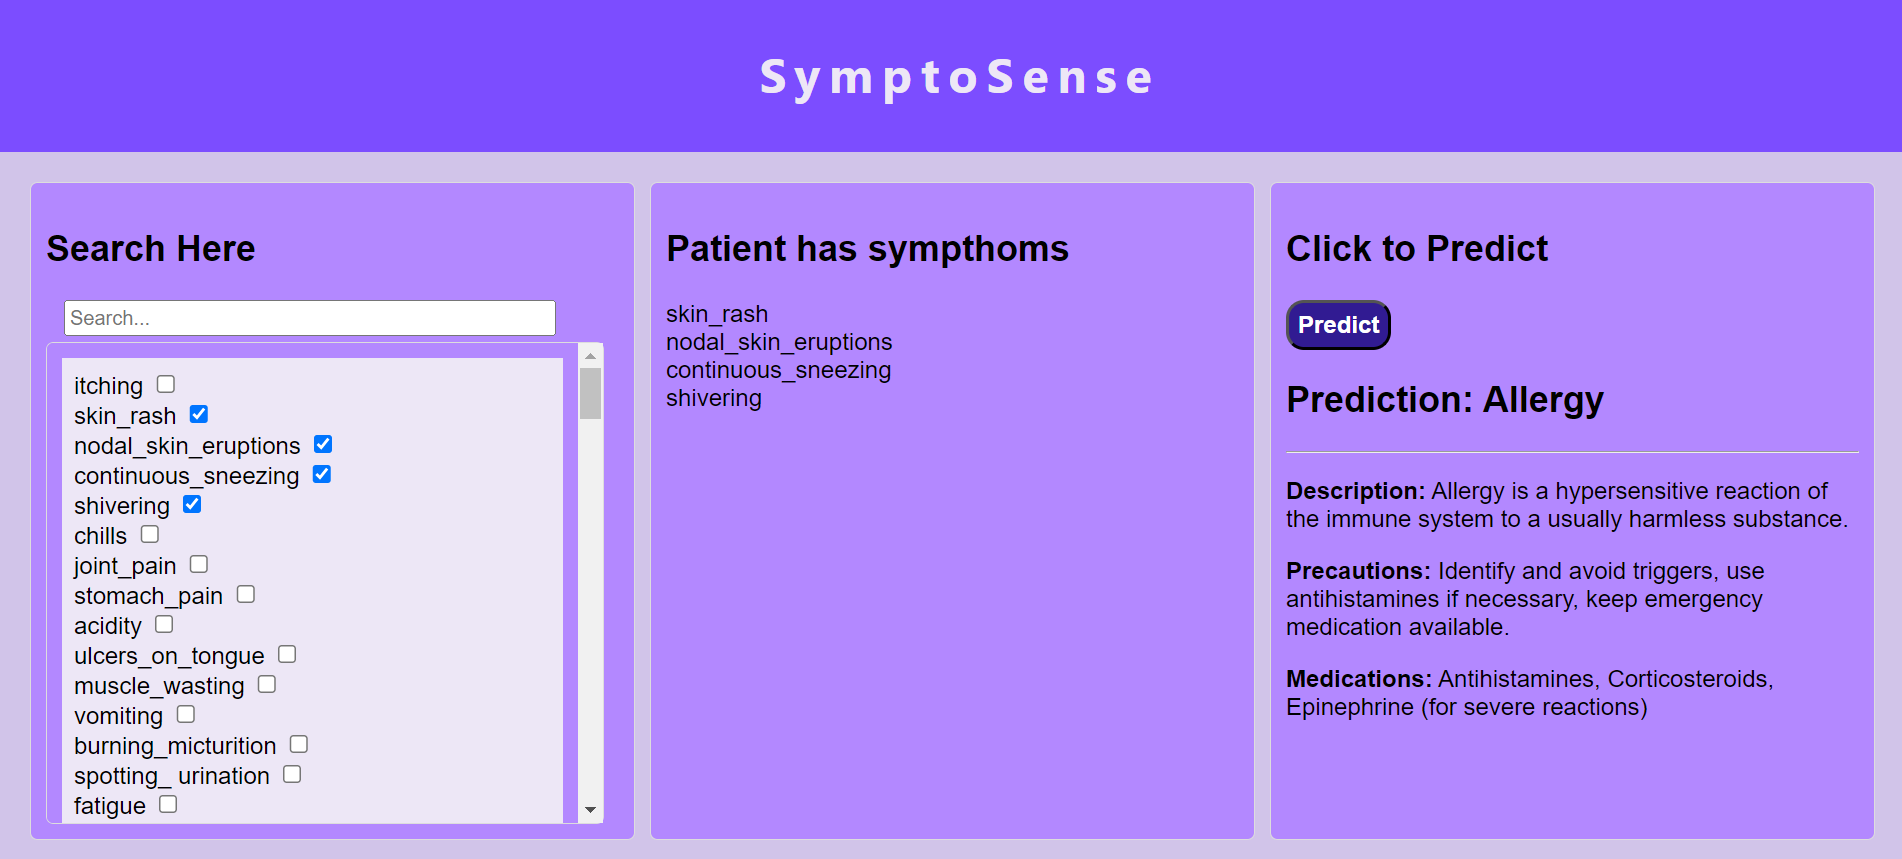 SymptoSense
Search Here
Search...
itching
skin_rash
nodal_skin_eruptions
continuous_sneezing
shivering
chills
joint_pain
stomach_pain
acidity
ulcers_on_tongue
muscle_wasting
vomiting
burning_micturition
spotting_ urination
fatigue
Patient has sympthoms
skin_rash
nodal_skin_eruptions
continuous_sneezing
shivering
Click to Predict
Predict
Prediction: Allergy
Description: Allergy is a hypersensitive reaction of
the immune system to a usually harmless substance.
Precautions: Identify and avoid triggers, use
antihistamines if necessary, keep emergency
medication available.
Medications: Antihistamines, Corticosteroids,
Epinephrine (for severe reactions)